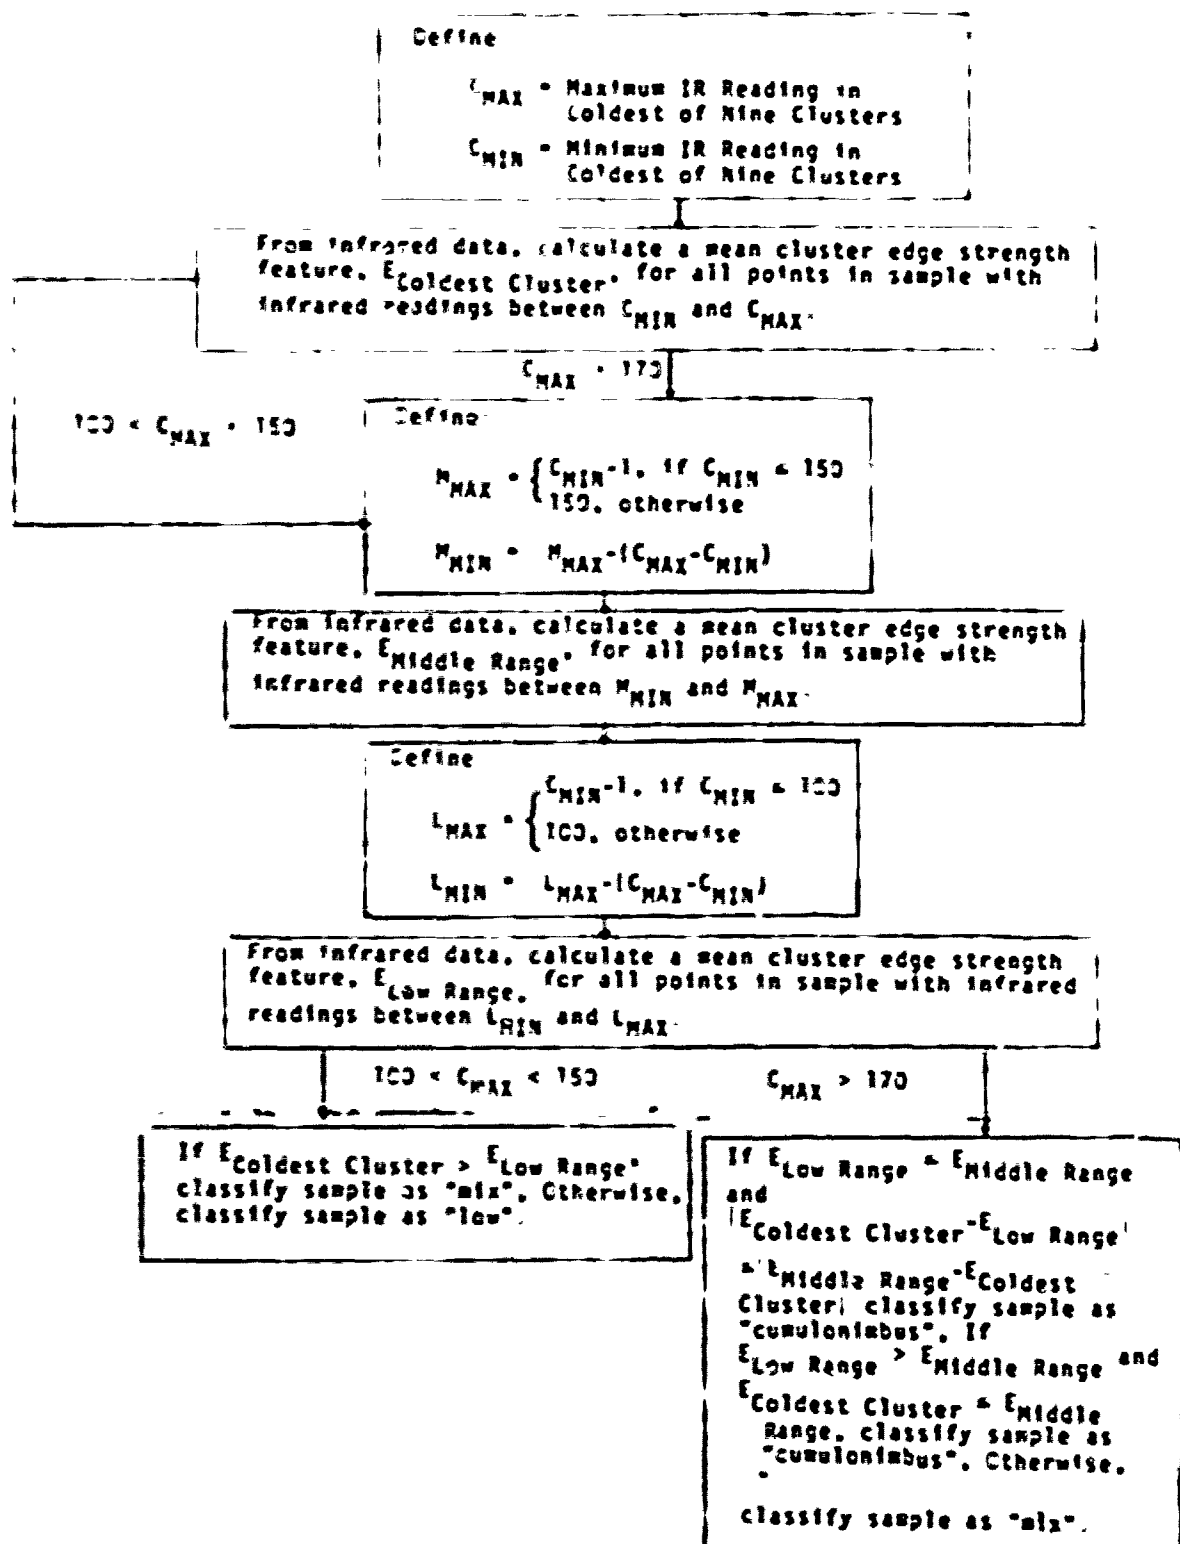 Define
C_MAX = Maximum IR Reading in
Coldest of Nine Clusters
C_MIN = Minimum IR Reading in
Coldest of Nine Clusters
From infrared data, calculate a mean cluster edge strength
feature, E_Coldest Cluster, for all points in sample with
infrared readings between C_MIN and C_MAX.
C_MAX 170
100 < C_MAX 150
Define
M_MAX = { C_MIN-1, if C_MIN ≤ 150
150, otherwise
M_MIN = M_MAX-(C_MAX-C_MIN)
From infrared data, calculate a mean cluster edge strength
feature, E_Middle Range, for all points in sample with
infrared readings between M_MIN and M_MAX.
Define
L_MAX = { C_MIN-1, if C_MIN ≤ 100
100, otherwise
L_MIN = L_MAX-(C_MAX-C_MIN)
From infrared data, calculate a mean cluster edge strength
feature, E_Low Range, for all points in sample with infrared
readings between L_MIN and L_MAX.
100 < C_MAX < 150
C_MAX > 170
If E_Coldest Cluster > E_Low Range,
classify sample as "mix". Otherwise,
classify sample as "low".
If E_Low Range ≤ E_Middle Range
and
|E_Coldest Cluster-E_Low Range|
≤ |E_Middle Range-E_Coldest
Cluster| classify sample as
"cumulonimbus". If
E_Low Range > E_Middle Range and
E_Coldest Cluster ≤ E_Middle
Range, classify sample as
"cumulonimbus". Otherwise,
classify sample as "mix".